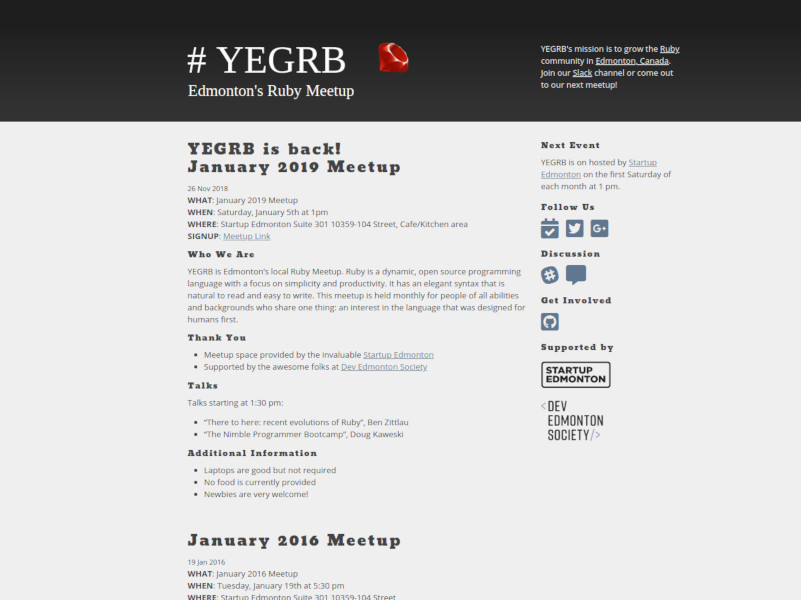 # YEGRB
Edmonton's Ruby Meetup
YEGRB's mission is to grow the Ruby
community in Edmonton, Canada.
Join our Slack channel or come out
to our next meetup!
YEGRB is back!
January 2019 Meetup
26 Nov 2018
WHAT: January 2019 Meetup
WHEN: Saturday, January 5th at 1pm
WHERE: Startup Edmonton Suite 301 10359-104 Street, Cafe/Kitchen area
SIGNUP: Meetup Link
Who We Are
YEGRB is Edmonton's local Ruby Meetup. Ruby is a dynamic, open source programming
language with a focus on simplicity and productivity. It has an elegant syntax that is
natural to read and easy to write. This meetup is held monthly for people of all abilities
and backgrounds who share one thing: an interest in the language that was designed for
humans first.
Thank You
• Meetup space provided by the invaluable Startup Edmonton
• Supported by the awesome folks at Dev Edmonton Society
Talks
Talks starting at 1:30 pm:
• “There to here: recent evolutions of Ruby”, Ben Zittlau
• “The Nimble Programmer Bootcamp”, Doug Kaweski
Additional Information
• Laptops are good but not required
• No food is currently provided
• Newbies are very welcome!
January 2016 Meetup
19 Jan 2016
WHAT: January 2016 Meetup
WHEN: Tuesday, January 19th at 5:30 pm
WHERE: Startup Edmonton Suite 301 10359-104 Street
Next Event
YEGRB is on hosted by Startup
Edmonton on the first Saturday of
each month at 1 pm.
Follow Us
G+
Discussion
Get Involved
Supported by
STARTUP
EDMONTON
<DEV
EDMONTON
SOCIETY/>